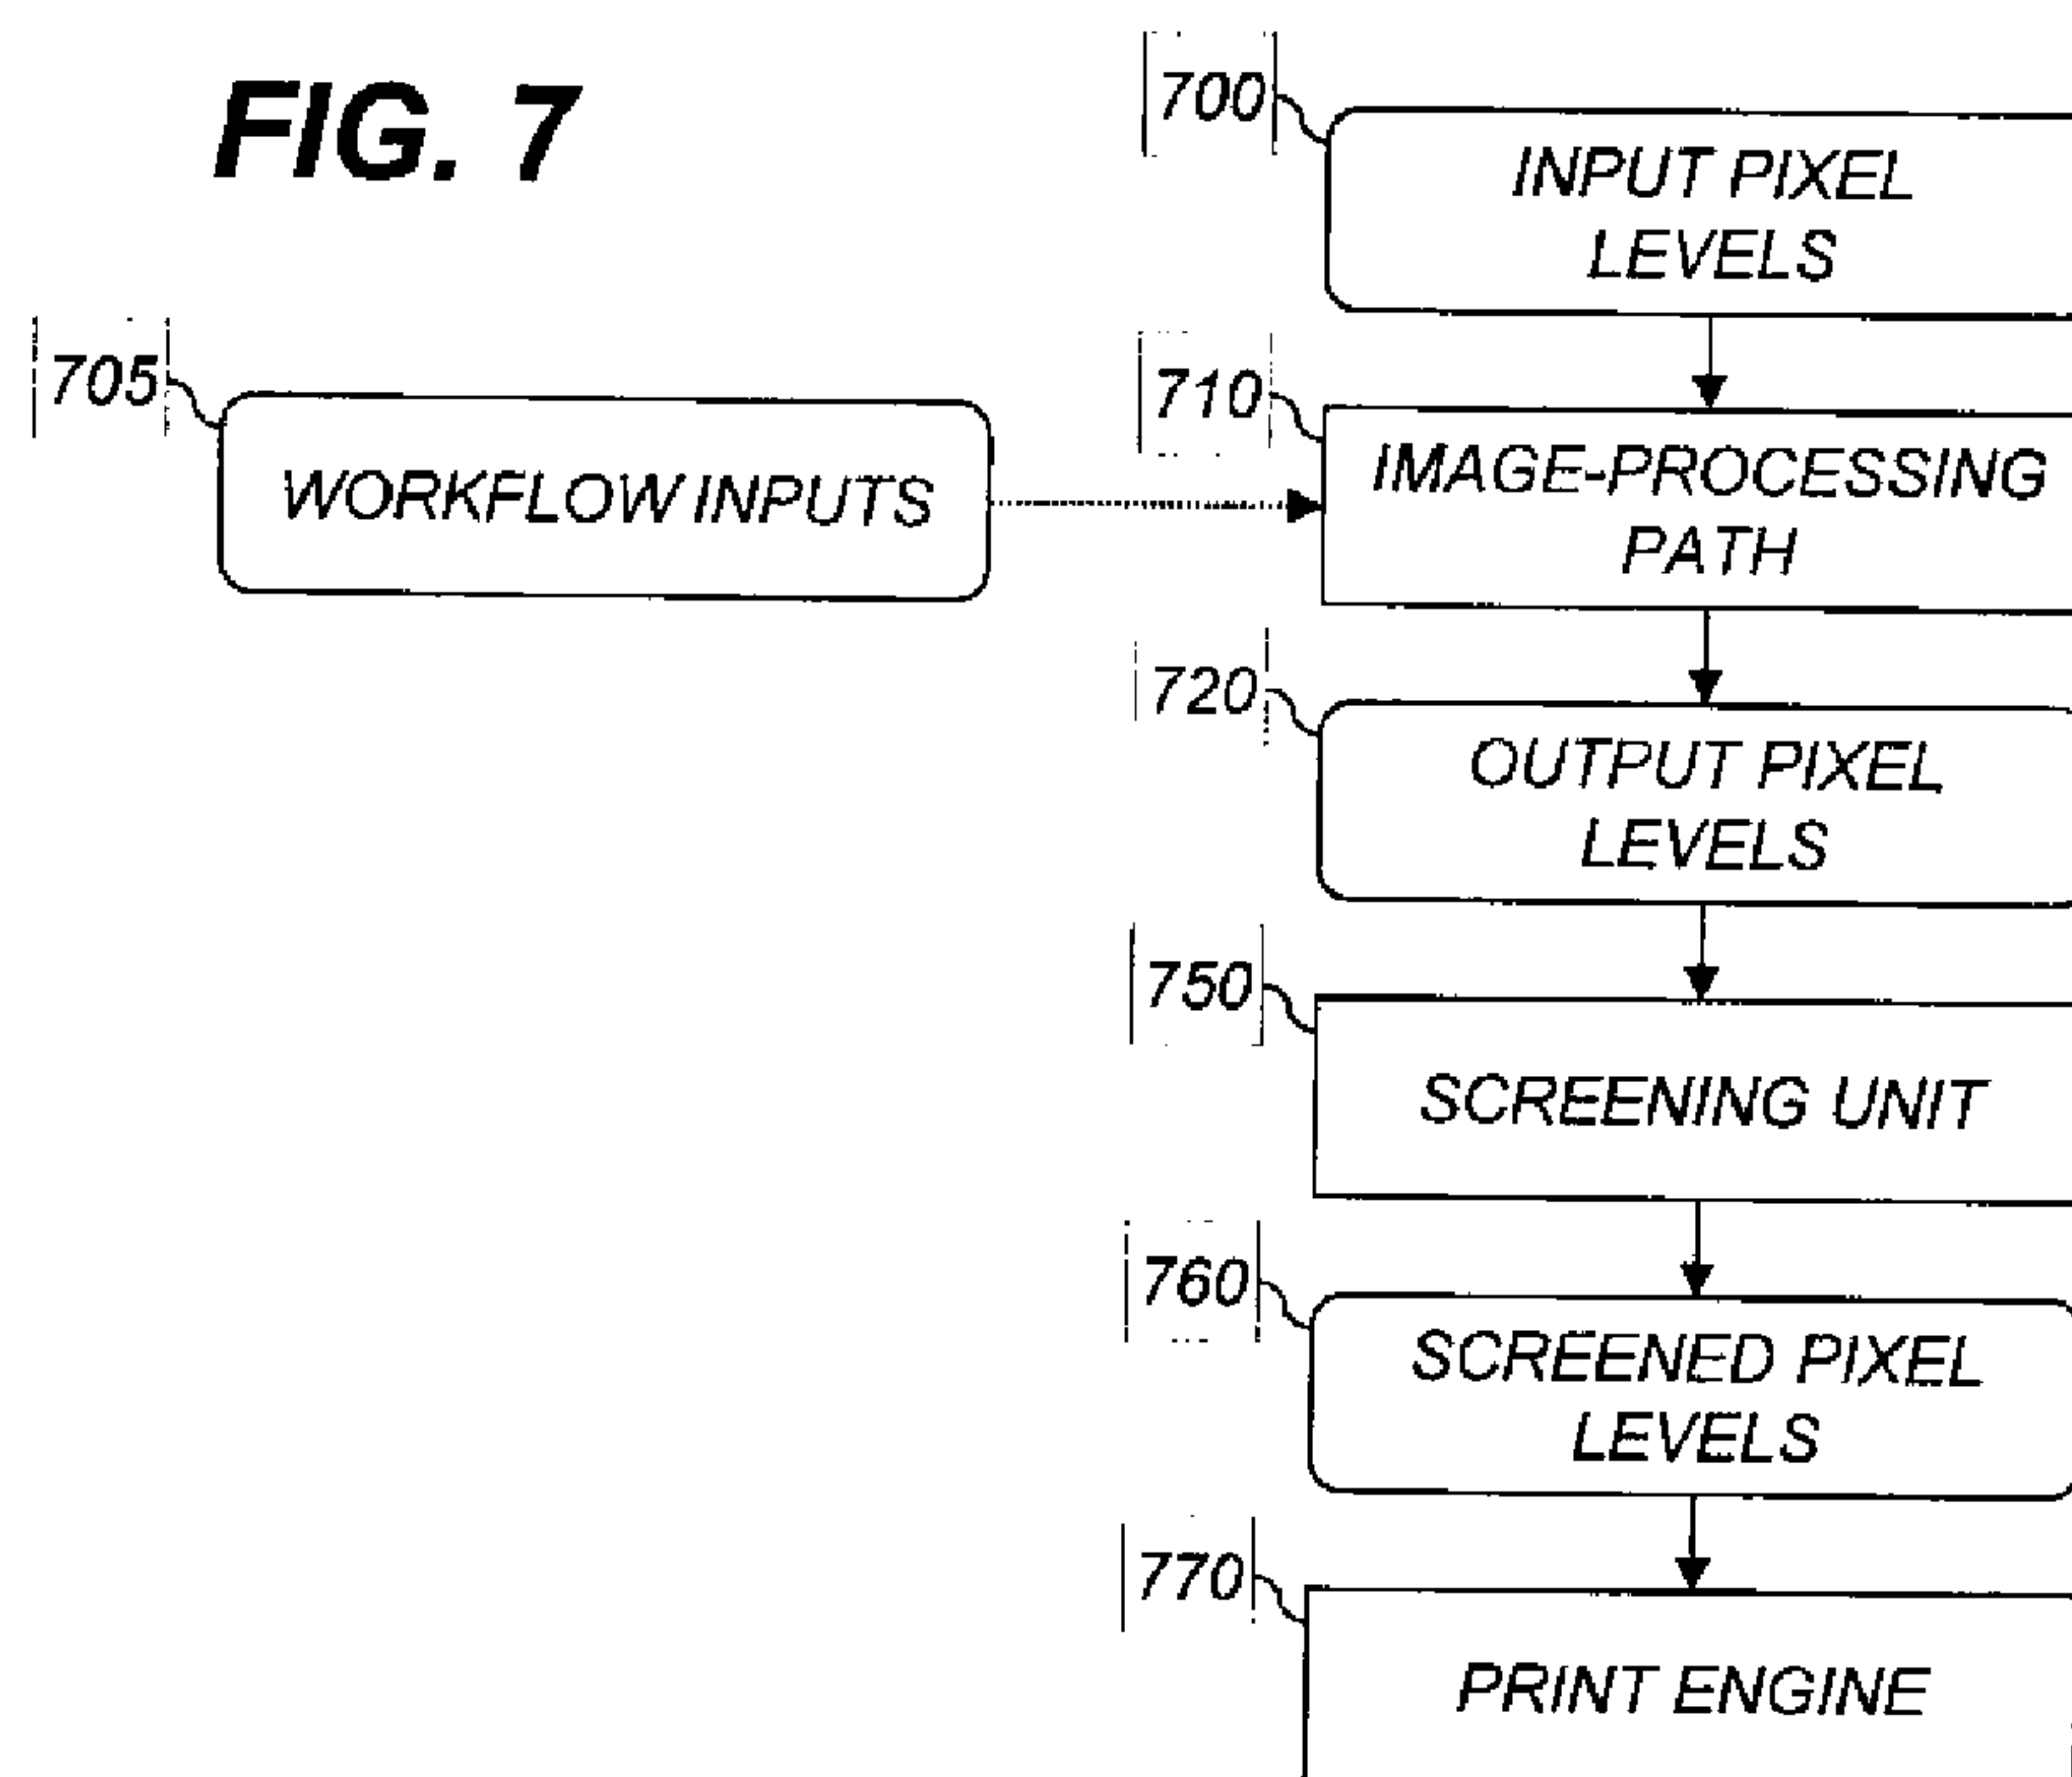 FIG. 7
700
INPUT PIXEL
LEVELS
705
WORKFLOW INPUTS
710
IMAGE-PROCESSING
PATH
720
OUTPUT PIXEL
LEVELS
750
SCREENING UNIT
760
SCREENED PIXEL
LEVELS
770
PRINT ENGINE